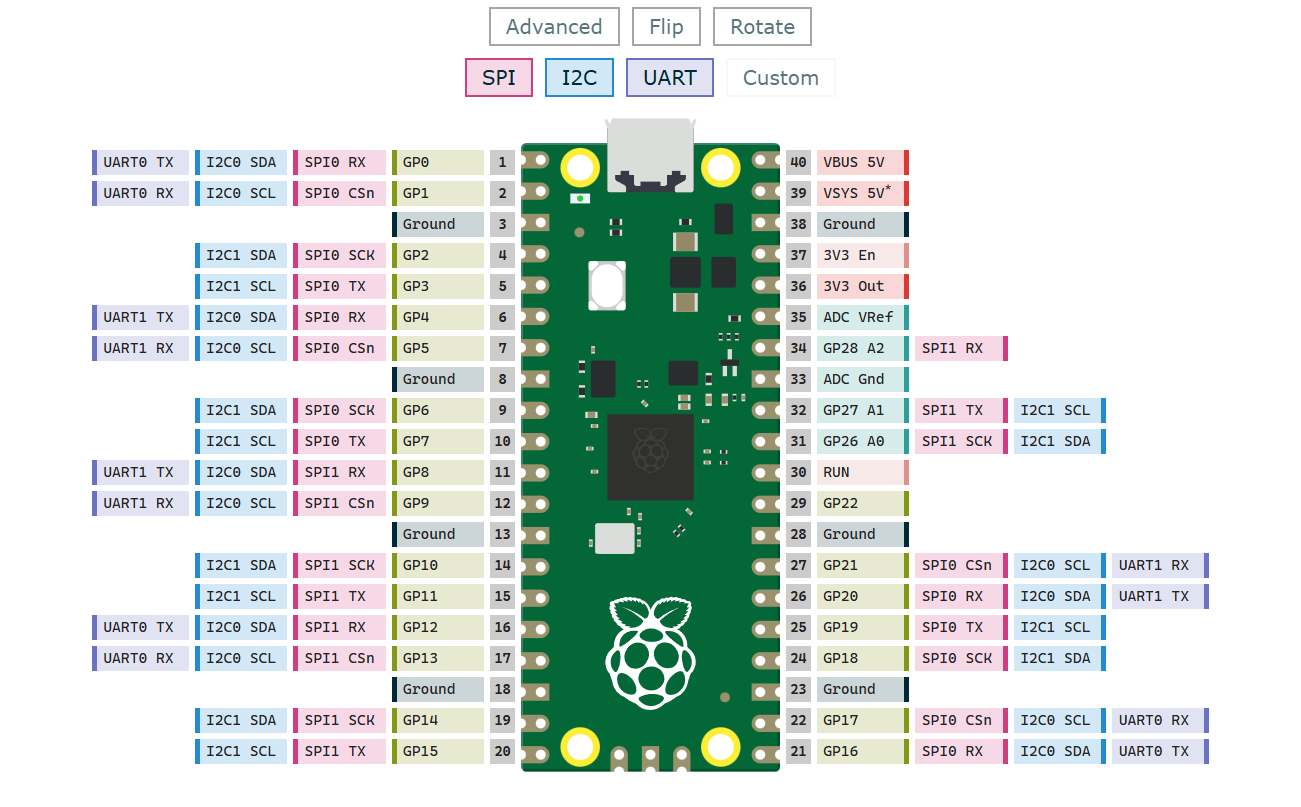 Advanced Flip Rotate
SPI I2C UART Custom
UART0 TX I2C0 SDA SPI0 RX GP0 1 40 VBUS 5V
UART0 RX I2C0 SCL SPI0 CSn GP1 2 39 VSYS 5V*
Ground 3 38 Ground
I2C1 SDA SPI0 SCK GP2 4 37 3V3 En
I2C1 SCL SPI0 TX GP3 5 36 3V3 Out
UART1 TX I2C0 SDA SPI0 RX GP4 6 35 ADC VRef
UART1 RX I2C0 SCL SPI0 CSn GP5 7 34 GP28 A2 SPI1 RX
Ground 8 33 ADC Gnd
I2C1 SDA SPI0 SCK GP6 9 32 GP27 A1 SPI1 TX I2C1 SCL
I2C1 SCL SPI0 TX GP7 10 31 GP26 A0 SPI1 SCK I2C1 SDA
UART1 TX I2C0 SDA SPI1 RX GP8 11 30 RUN
UART1 RX I2C0 SCL SPI1 CSn GP9 12 29 GP22
Ground 13 28 Ground
I2C1 SDA SPI1 SCK GP10 14 27 GP21 SPI0 CSn I2C0 SCL UART1 RX
I2C1 SCL SPI1 TX GP11 15 26 GP20 SPI0 RX I2C0 SDA UART1 TX
UART0 TX I2C0 SDA SPI1 RX GP12 16 25 GP19 SPI0 TX I2C1 SCL
UART0 RX I2C0 SCL SPI1 CSn GP13 17 24 GP18 SPI0 SCK I2C1 SDA
Ground 18 23 Ground
I2C1 SDA SPI1 SCK GP14 19 22 GP17 SPI0 CSn I2C0 SCL UART0 RX
I2C1 SCL SPI1 TX GP15 20 21 GP16 SPI0 RX I2C0 SDA UART0 TX